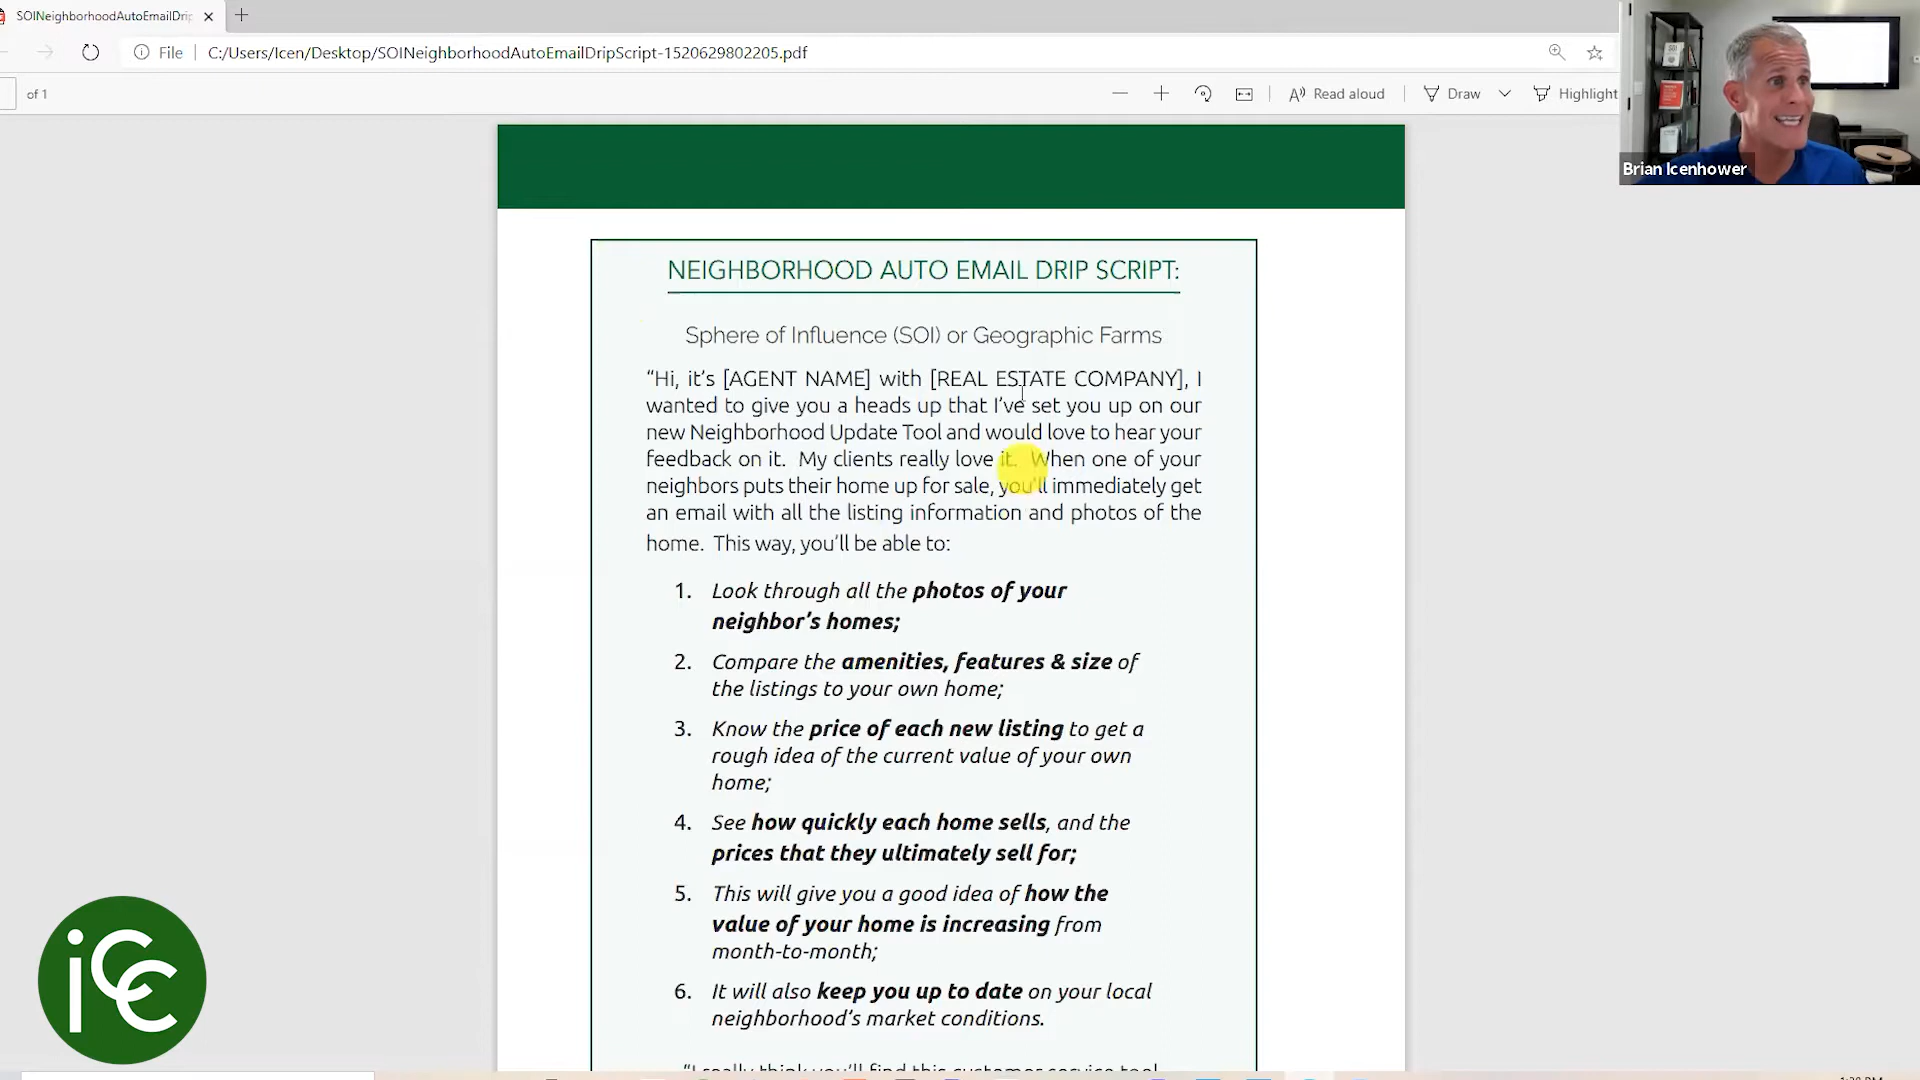 SOINeighborhoodAutoEmailDrip
File
C:/Users/Icen/Desktop/SOINeighborhoodAutoEmailDripScript-1520629802205.pdf
of 1
Read aloud
Draw
Highlight
Brian Icenhower
NEIGHBORHOOD AUTO EMAIL DRIP SCRIPT:
Sphere of Influence (SOI) or Geographic Farms
“Hi, it’s [AGENT NAME] with [REAL ESTATE COMPANY], I
wanted to give you a heads up that I’ve set you up on our
new Neighborhood Update Tool and would love to hear your
feedback on it. My clients really love it. When one of your
neighbors puts their home up for sale, you’ll immediately get
an email with all the listing information and photos of the
home. This way, you’ll be able to:
1. Look through all the photos of your
neighbor’s homes;
2. Compare the amenities, features & size of
the listings to your own home;
3. Know the price of each new listing to get a
rough idea of the current value of your own
home;
4. See how quickly each home sells, and the
prices that they ultimately sell for;
5. This will give you a good idea of how the
value of your home is increasing from
month-to-month;
6. It will also keep you up to date on your local
neighborhood’s market conditions.
“I really think you’ll find this customer service tool
icc